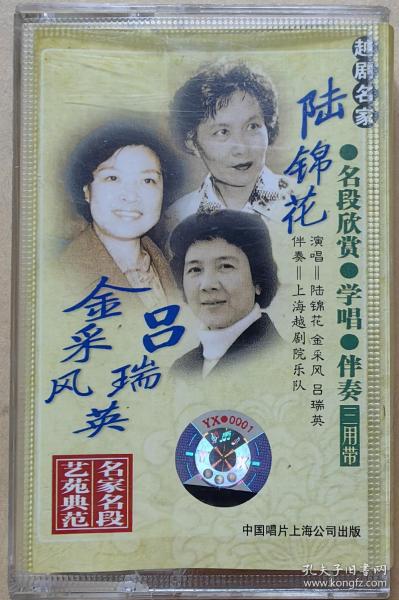 越剧名家
陆锦花
●名段欣赏●学唱●伴奏三用带
演唱=陆锦花 金采风 吕瑞英
伴奏=上海越剧院乐队
吕瑞英
金采风
YX●0001
名家名段
艺苑典范
中国唱片上海公司出版
孔夫子旧书网
www.kongfz.com